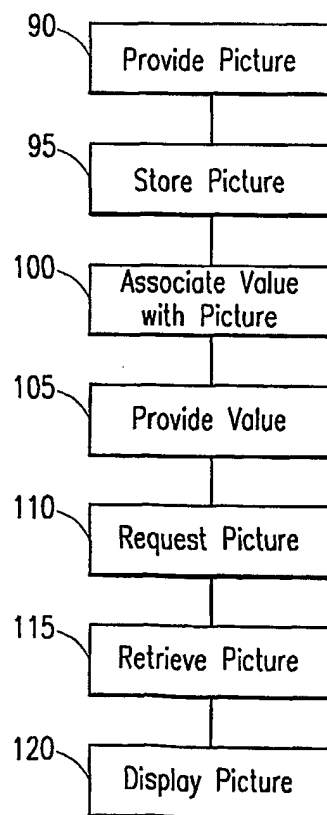 90
Provide Picture
95
Store Picture
100
Associate Value
with Picture
105
Provide Value
110
Request Picture
115
Retrieve Picture
120
Display Picture